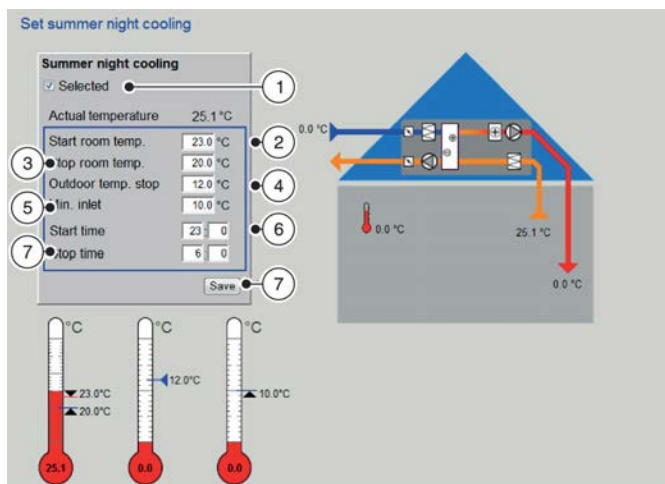 Set summer night cooling
Summer night cooling
Selected
1
Actual temperature 25.1 °C
Start room temp. 23.0 °C
2
3
Stop room temp. 20.0 °C
Outdoor temp. stop 12.0 °C
4
5
Min. inlet 10.0 °C
Start time 23 : 0
6
7
Stop time 6 : 0
Save
7
0.0 °C
0.0 °C
25.1 °C
0.0 °C
°C
23.0°C
20.0°C
25.1
°C
12.0°C
0.0
°C
10.0°C
0.0